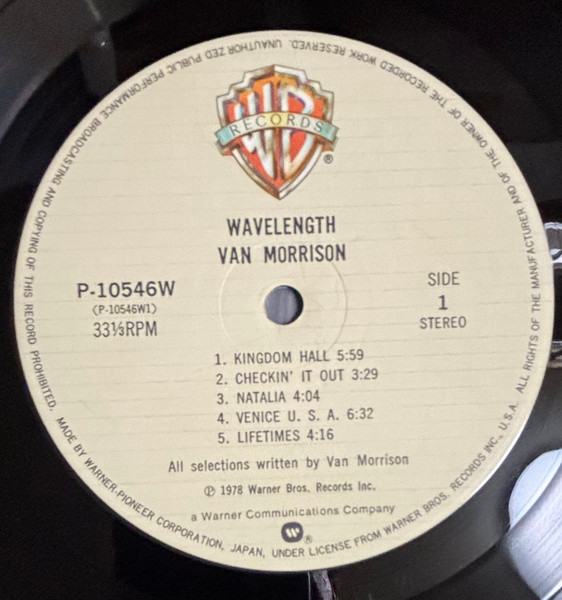 RECORDS
®
WAVELENGTH
VAN MORRISON
P-10546W
(P-10546W1)
33⅓RPM
SIDE
1
STEREO
1. KINGDOM HALL 5:59
2. CHECKIN' IT OUT 3:29
3. NATALIA 4:04
4. VENICE U. S. A. 6:32
5. LIFETIMES 4:16
All selections written by Van Morrison
℗ 1978 Warner Bros. Records Inc.
a Warner Communications Company
®
MADE BY WARNER-PIONEER CORPORATION, JAPAN, UNDER LICENSE FROM WARNER BROS. RECORDS INC., U.S.A. ALL RIGHTS OF THE MANUFACTURER AND OF THE OWNER OF THE RECORDED WORK RESERVED. UNAUTHORIZED PUBLIC PERFORMANCE BROADCASTING AND COPYING OF THIS RECORD PROHIBITED.